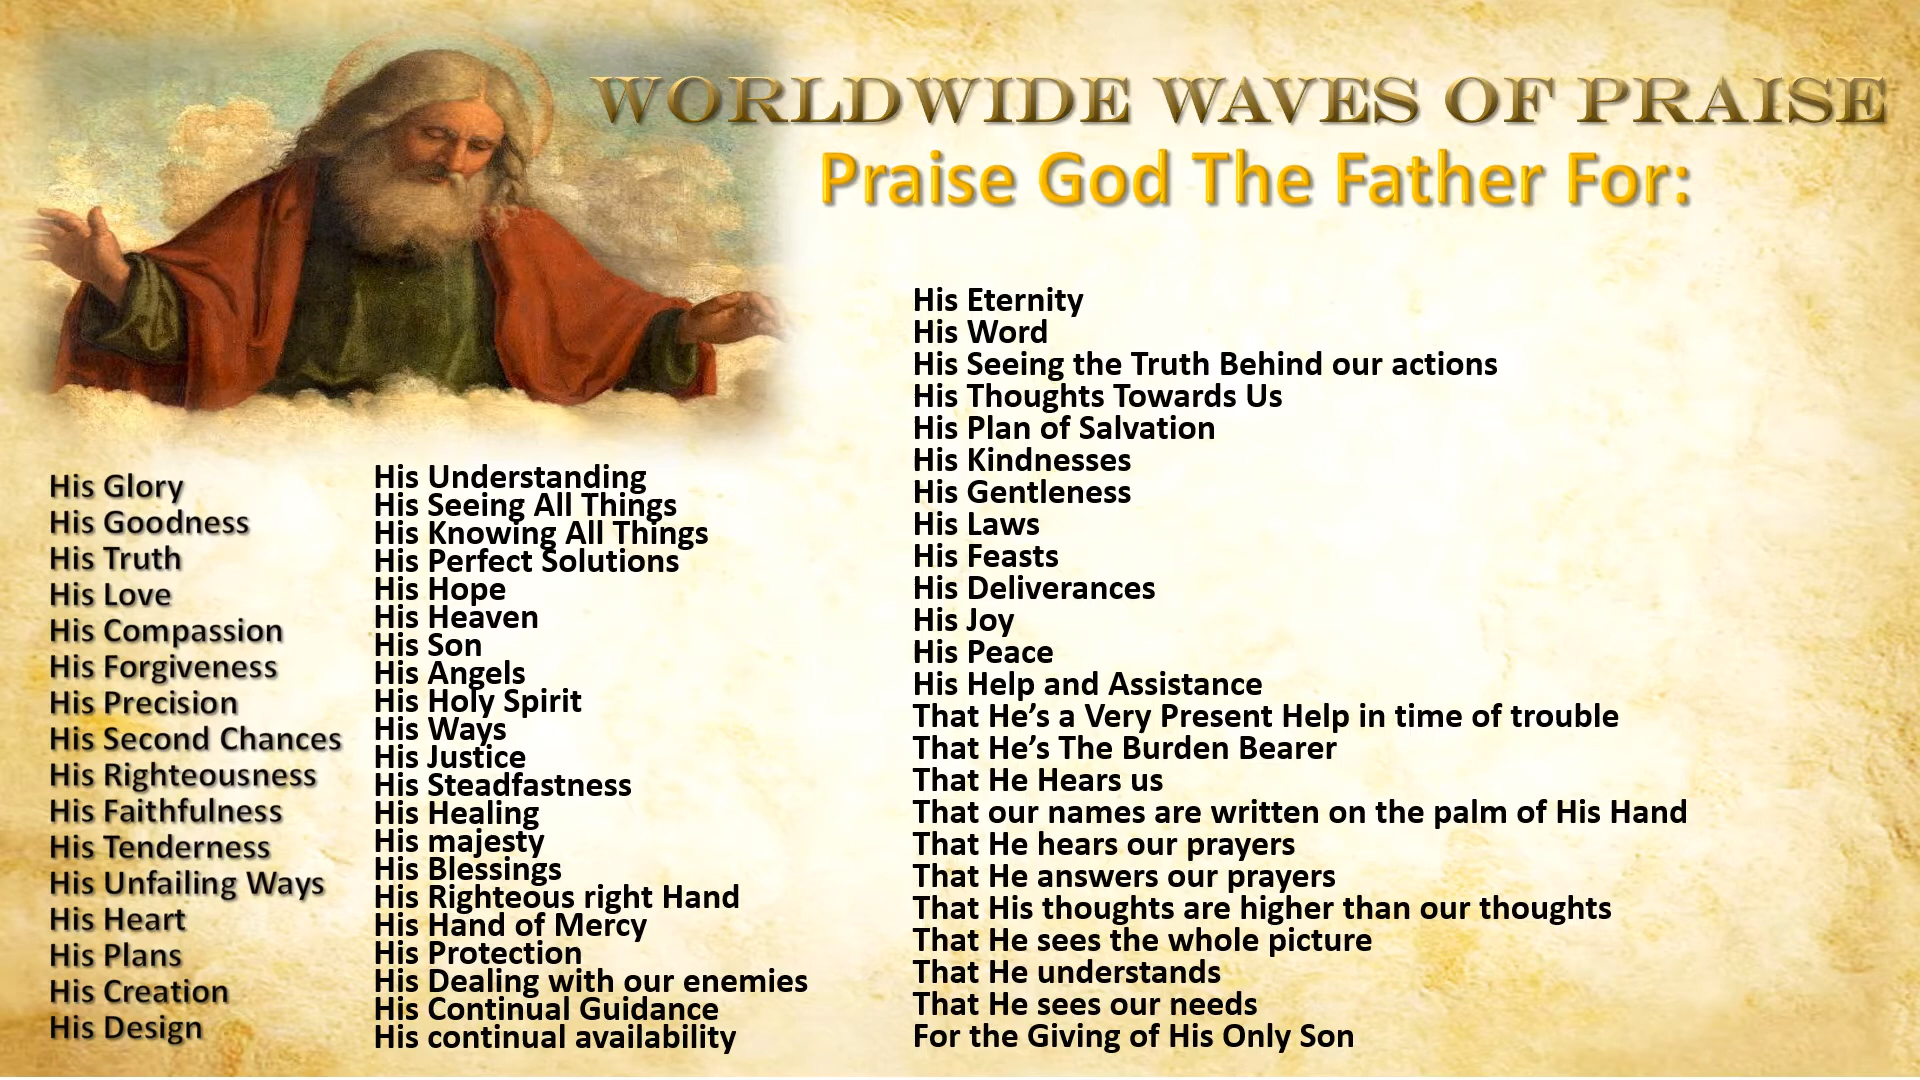 WORLDWIDE WAVES OF PRAISE
Praise God The Father For:
His Glory
His Goodness
His Truth
His Love
His Compassion
His Forgiveness
His Precision
His Second Chances
His Righteousness
His Faithfulness
His Tenderness
His Unfailing Ways
His Heart
His Plans
His Creation
His Design
His Understanding
His Seeing All Things
His Knowing All Things
His Perfect Solutions
His Hope
His Heaven
His Son
His Angels
His Holy Spirit
His Ways
His Justice
His Steadfastness
His Healing
His majesty
His Blessings
His Righteous right Hand
His Hand of Mercy
His Protection
His Dealing with our enemies
His Continual Guidance
His continual availability
His Eternity
His Word
His Seeing the Truth Behind our actions
His Thoughts Towards Us
His Plan of Salvation
His Kindnesses
His Gentleness
His Laws
His Feasts
His Deliverances
His Joy
His Peace
His Help and Assistance
That He’s a Very Present Help in time of trouble
That He’s The Burden Bearer
That He Hears us
That our names are written on the palm of His Hand
That He hears our prayers
That He answers our prayers
That His thoughts are higher than our thoughts
That He sees the whole picture
That He understands
That He sees our needs
For the Giving of His Only Son